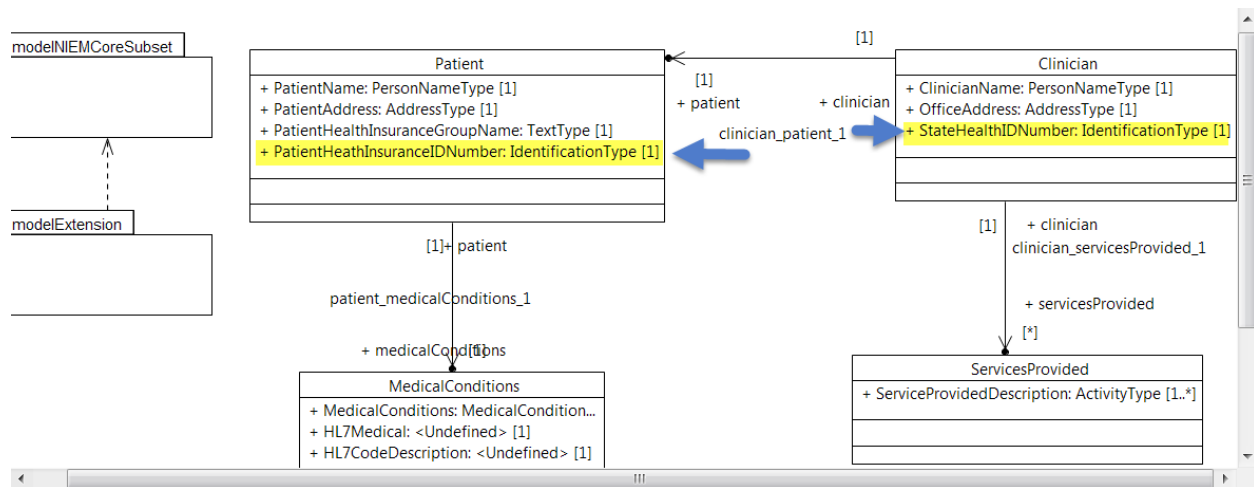 modelNIEMCoreSubset
modelExtension
Patient
+ PatientName: PersonNameType [1]
+ PatientAddress: AddressType [1]
+ PatientHealthInsuranceGroupName: TextType [1]
+ PatientHeathInsuranceIDNumber: IdentificationType [1]
[1]
[1]
+ patient
+ clinician
clinician_patient_1
Clinician
+ ClinicianName: PersonNameType [1]
+ OfficeAddress: AddressType [1]
+ StateHealthIDNumber: IdentificationType [1]
[1]+ patient
patient_medicalConditions_1
+ medicalConditions
[1]
MedicalConditions
+ MedicalConditions: MedicalCondition...
+ HL7Medical: <Undefined> [1]
+ HL7CodeDescription: <Undefined> [1]
[1]
+ clinician
clinician_servicesProvided_1
+ servicesProvided
[*]
ServicesProvided
+ ServiceProvidedDescription: ActivityType [1..*]